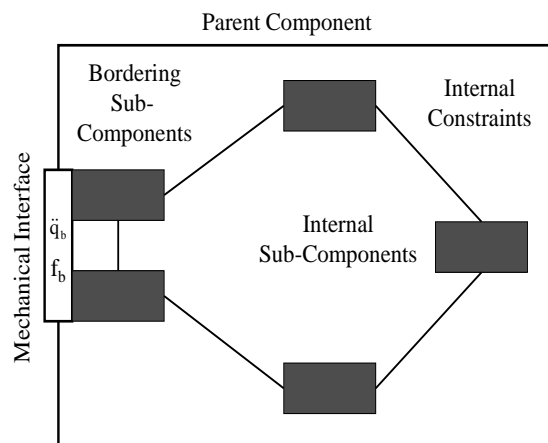 Parent Component
Bordering
Sub-
Components
Internal
Constraints
Mechanical Interface
q̈b
fb
Internal
Sub-Components